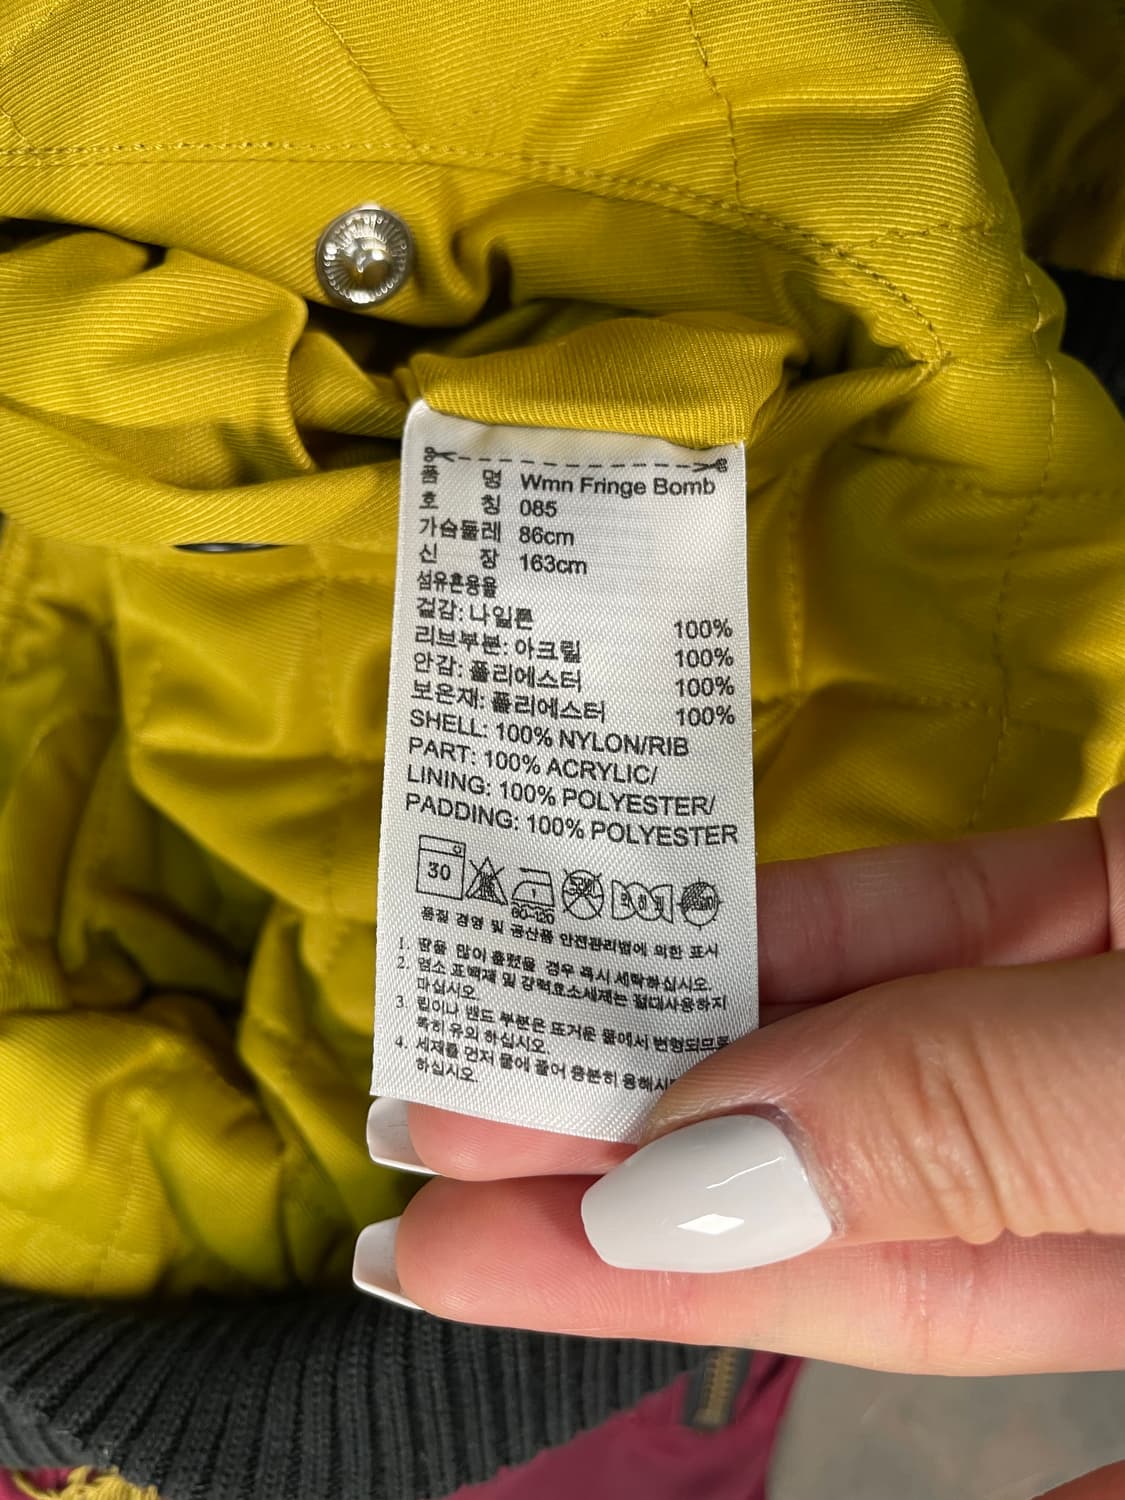 품 명 Wmn Fringe Bomb
호 칭 085
가슴둘레 86cm
신 장 163cm
섬유혼용율
겉감: 나일론 100%
리브부분: 아크릴 100%
안감: 폴리에스터 100%
보온재: 폴리에스터 100%
SHELL: 100% NYLON/RIB
PART: 100% ACRYLIC/
LINING: 100% POLYESTER/
PADDING: 100% POLYESTER
30
80~120
품질 경영 및 공산품 안전관리법에 의한 표시
1. 땀을 많이 흘렸을 경우 즉시 세탁하십시오.
2. 염소 표백제 및 강력효소세제는 절대사용하지
마십시오.
3. 립이나 밴드 부분은 뜨거운 물에서 변형되므로
특히 유의 하십시오.
4. 세제를 먼저 물에 풀어 충분히 용해시
하십시오.